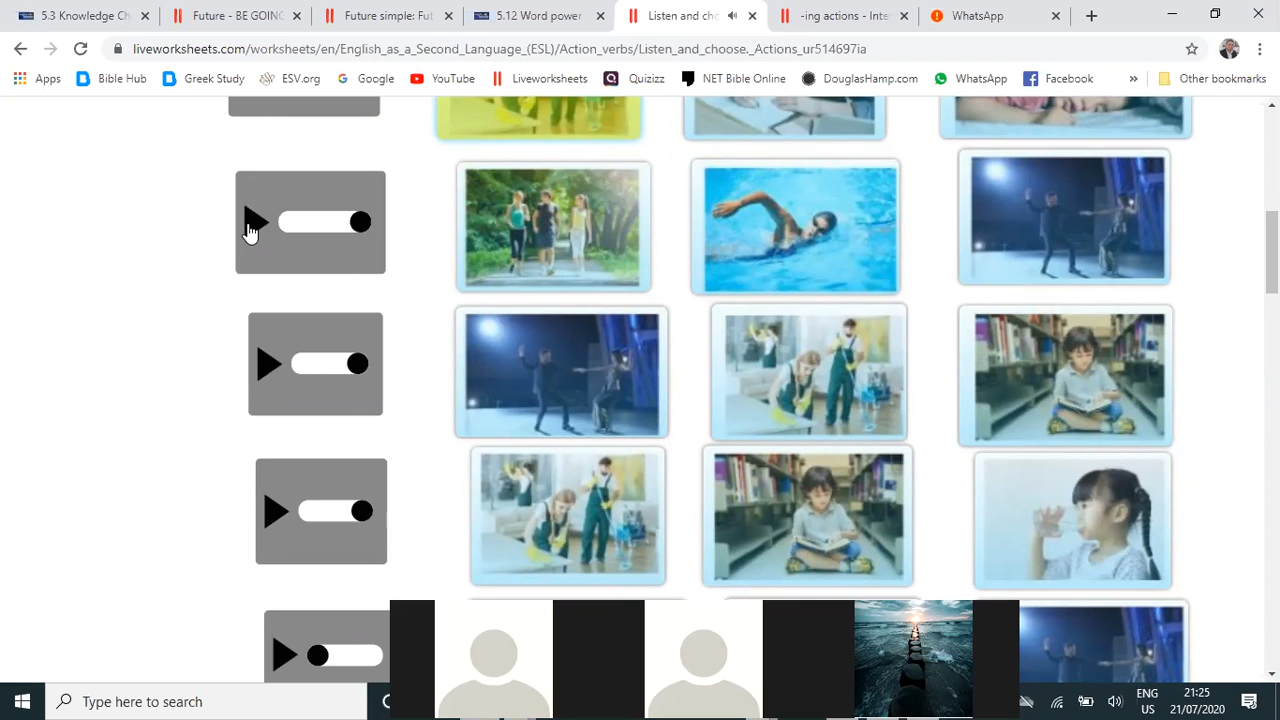 5.3 Knowledge Ch
Future - BE GOING
Future simple: Fut
5.12 Word power
Listen and ch
-ing actions - Inte
WhatsApp
liveworksheets.com/worksheets/en/English_as_a_Second_Language_(ESL)/Action_verbs/Listen_and_choose._Actions_ur514697ia
Apps
Bible Hub
Greek Study
ESV.org
Google
YouTube
Liveworksheets
Quizizz
NET Bible Online
DouglasHamp.com
WhatsApp
Facebook
»
Other bookmarks
Type here to search
ENG
US
21:25
21/07/2020